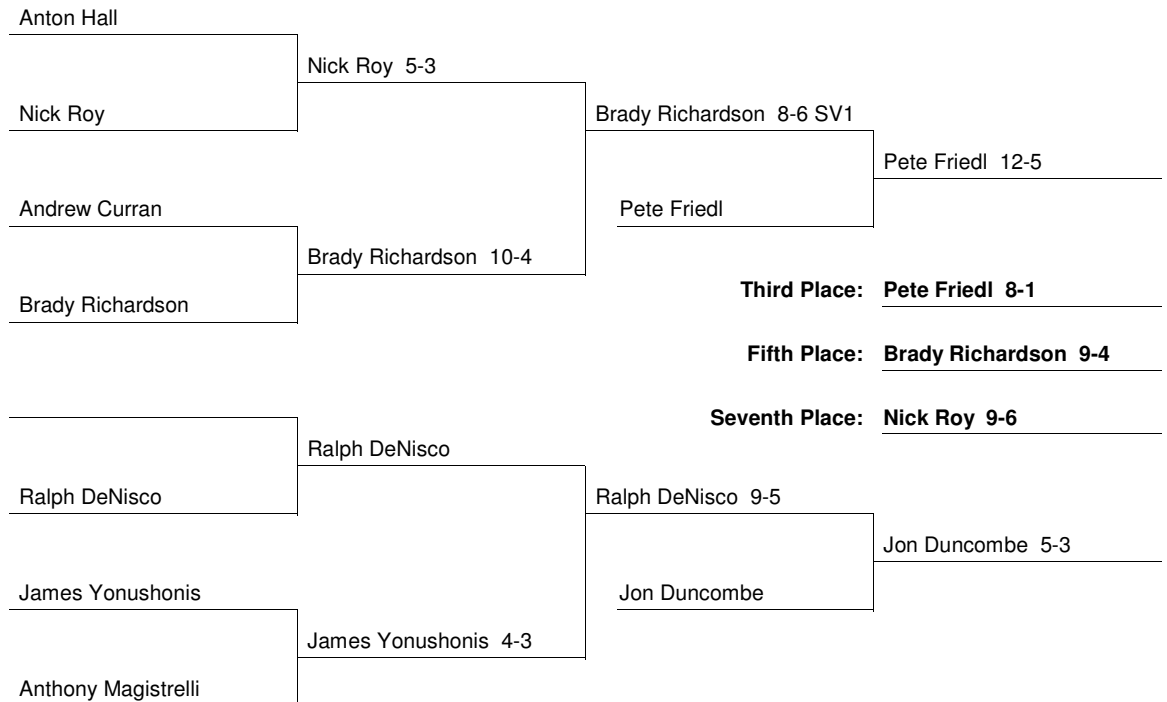 Anton Hall
Nick Roy 5-3
Nick Roy
Brady Richardson 8-6 SV1
Pete Friedl 12-5
Andrew Curran
Pete Friedl
Brady Richardson 10-4
Brady Richardson
Third Place: Pete Friedl 8-1
Fifth Place: Brady Richardson 9-4
Seventh Place: Nick Roy 9-6
Ralph DeNisco
Ralph DeNisco
Ralph DeNisco 9-5
Jon Duncombe 5-3
James Yonushonis
Jon Duncombe
James Yonushonis 4-3
Anthony Magistrelli